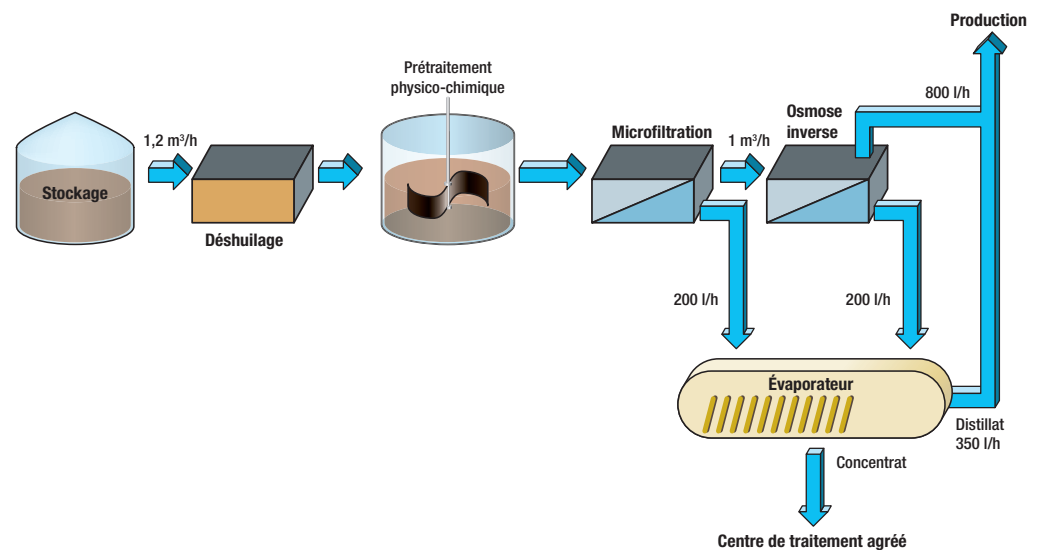 Production
Prétraitement
physico-chimique
800 l/h
1,2 m³/h
Microfiltration
1 m³/h
Osmose
inverse
Stockage
Déshuilage
200 l/h
200 l/h
Évaporateur
Distillat
350 l/h
Concentrat
Centre de traitement agréé